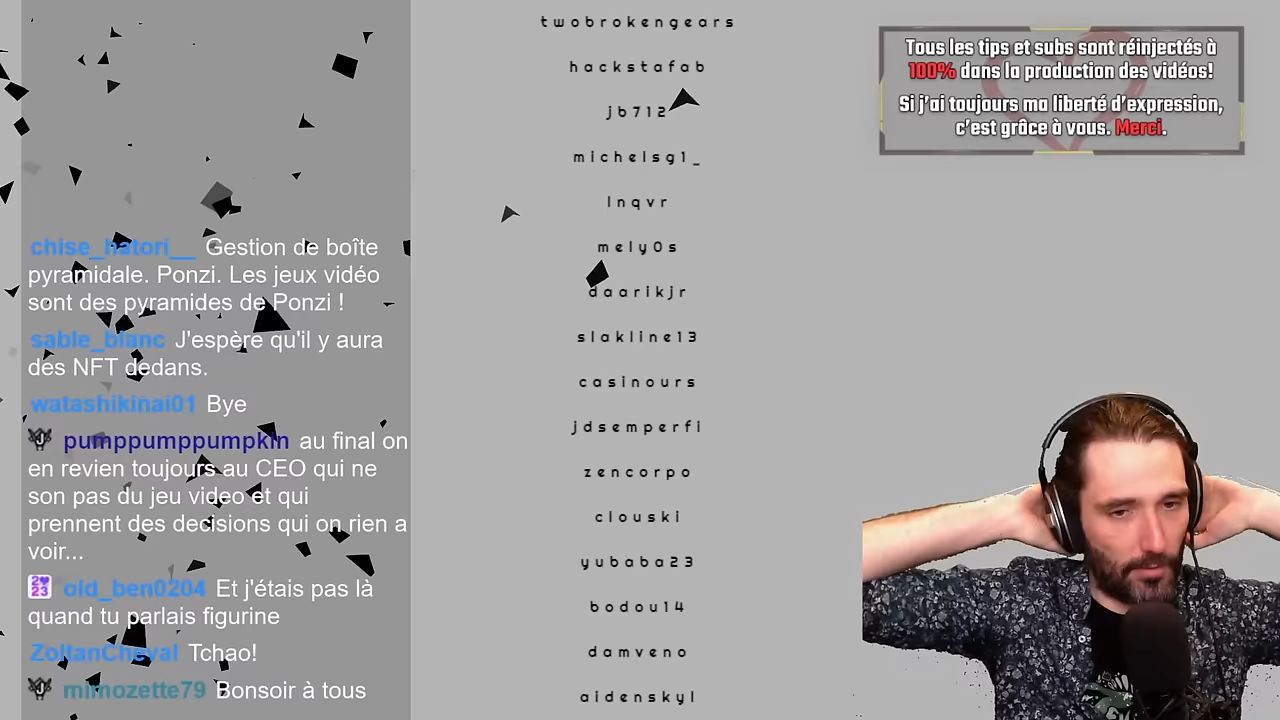 chise_hatori__ Gestion de boîte
pyramidale. Ponzi. Les jeux vidéo
sont des pyramides de Ponzi !
sable_blanc J'espère qu'il y aura
des NFT dedans.
watashikinai01 Bye
pumppumppumpkin au final on
en revien toujours au CEO qui ne
son pas du jeu video et qui
prennent des decisions qui on rien a
voir...
old_ben0204 Et j'étais pas là
quand tu parlais figurine
ZoltanCheval Tchao!
mimozette79 Bonsoir à tous
twobrokengears
hackstafab
jb712
michelsg1_
lnqvr
mely0s
daarikjr
slakline13
casinours
jdsemperfi
zencorpo
clouski
yubaba23
bodou14
damveno
aidenskyl
Tous les tips et subs sont réinjectés à
100% dans la production des vidéos!
Si j'ai toujours ma liberté d'expression,
c'est grâce à vous. Merci.